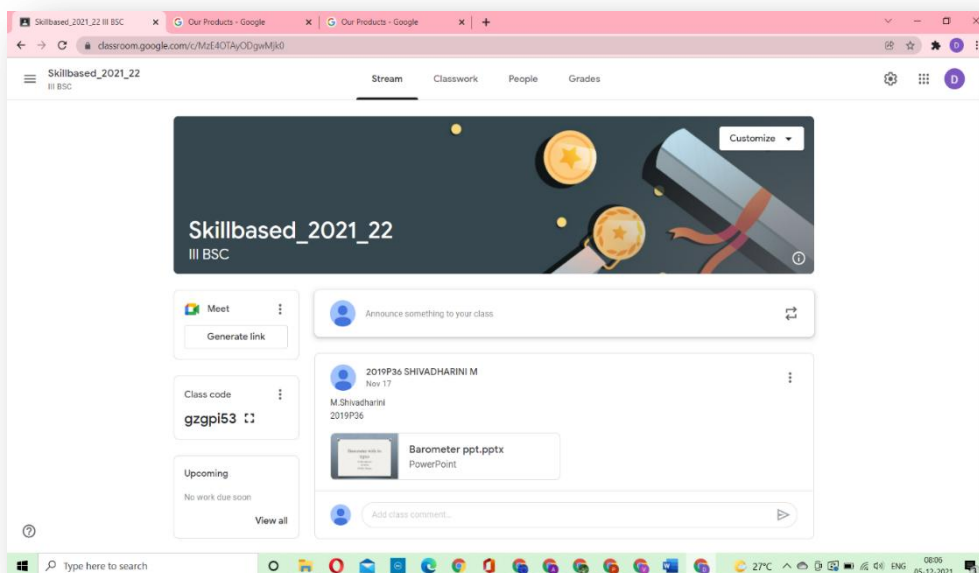 Skillbased_2021_22 III BSC
Our Products - Google
Our Products - Google
classroom.google.com/c/MzE4OTAyODgwMjk0
D
Skillbased_2021_22
III BSC
Stream
Classwork
People
Grades
D
Customize
Skillbased_2021_22
III BSC
Meet
Generate link
Announce something to your class
Class code
gzgpi53
2019P36 SHIVADHARINI M
Nov 17
M.Shivadharini
2019P36
Barometer ppt.pptx
PowerPoint
Upcoming
No work due soon
View all
Add class comment...
Type here to search
27°C
ENG
08:06
05-12-2021